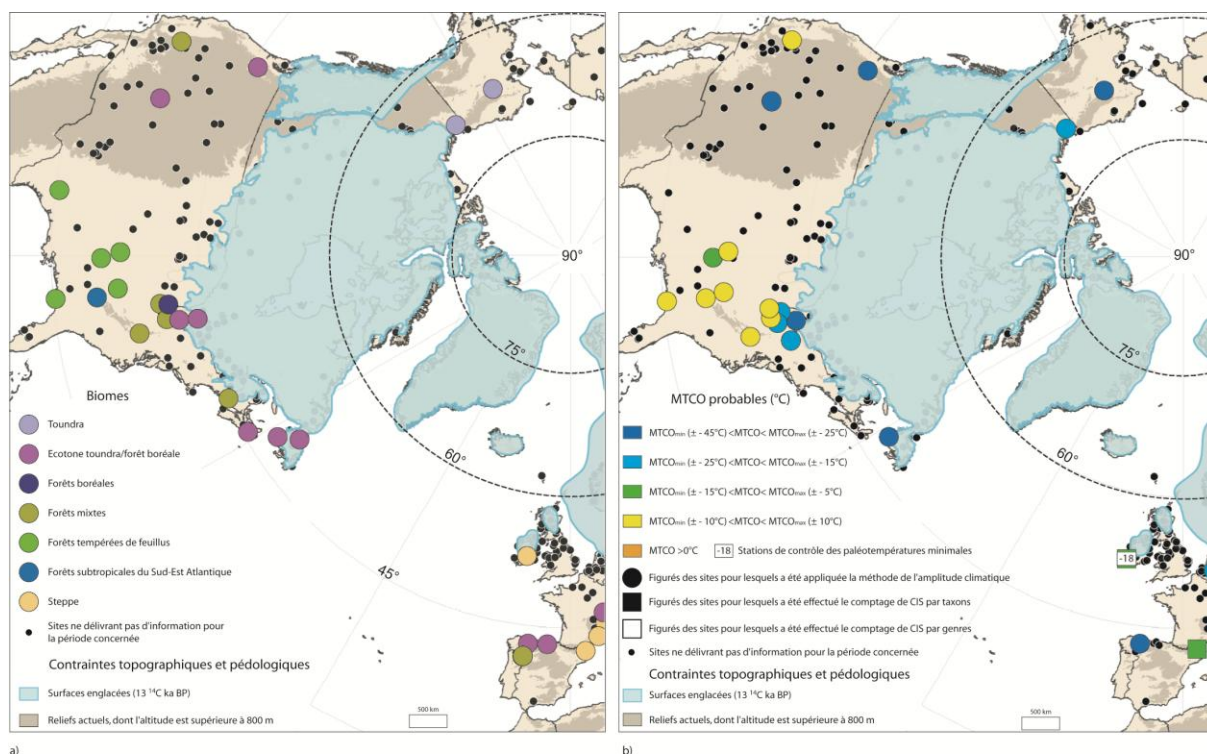 90°
75°
60°
45°
Biomes
Toundra
Ecotone toundra/forêt boréale
Forêts boréales
Forêts mixtes
Forêts tempérées de feuillus
Forêts subtropicales du Sud-Est Atlantique
Steppe
Sites ne délivrant pas d'information pour
la période concernée
Contraintes topographiques et pédologiques
Surfaces englacées (13 ¹⁴C ka BP)
Reliefs actuels, dont l'altitude est supérieure à 800 m
500 km
a)
90°
75°
60°
45°
MTCO probables (°C)
MTCOmin (± - 45°C) <MTCO< MTCOmax (± - 25°C)
MTCOmin (± - 25°C) <MTCO< MTCOmax (± - 15°C)
MTCOmin (± - 15°C) <MTCO< MTCOmax (± - 5°C)
MTCOmin (± - 10°C) <MTCO< MTCOmax (± 10°C)
MTCO >0°C -18 Stations de contrôle des paléotempératures minimales
Figurés des sites pour lesquels a été appliquée la méthode de l'amplitude climatique
Figurés des sites pour lesquels a été effectué le comptage de CIS par taxons
Figurés des sites pour lesquels a été effectué le comptage de CIS par genres
Sites ne délivrant pas d'information pour la période concernée
Contraintes topographiques et pédologiques
Surfaces englacées (13 ¹⁴C ka BP)
Reliefs actuels, dont l'altitude est supérieure à 800 m
-18
500 km
b)